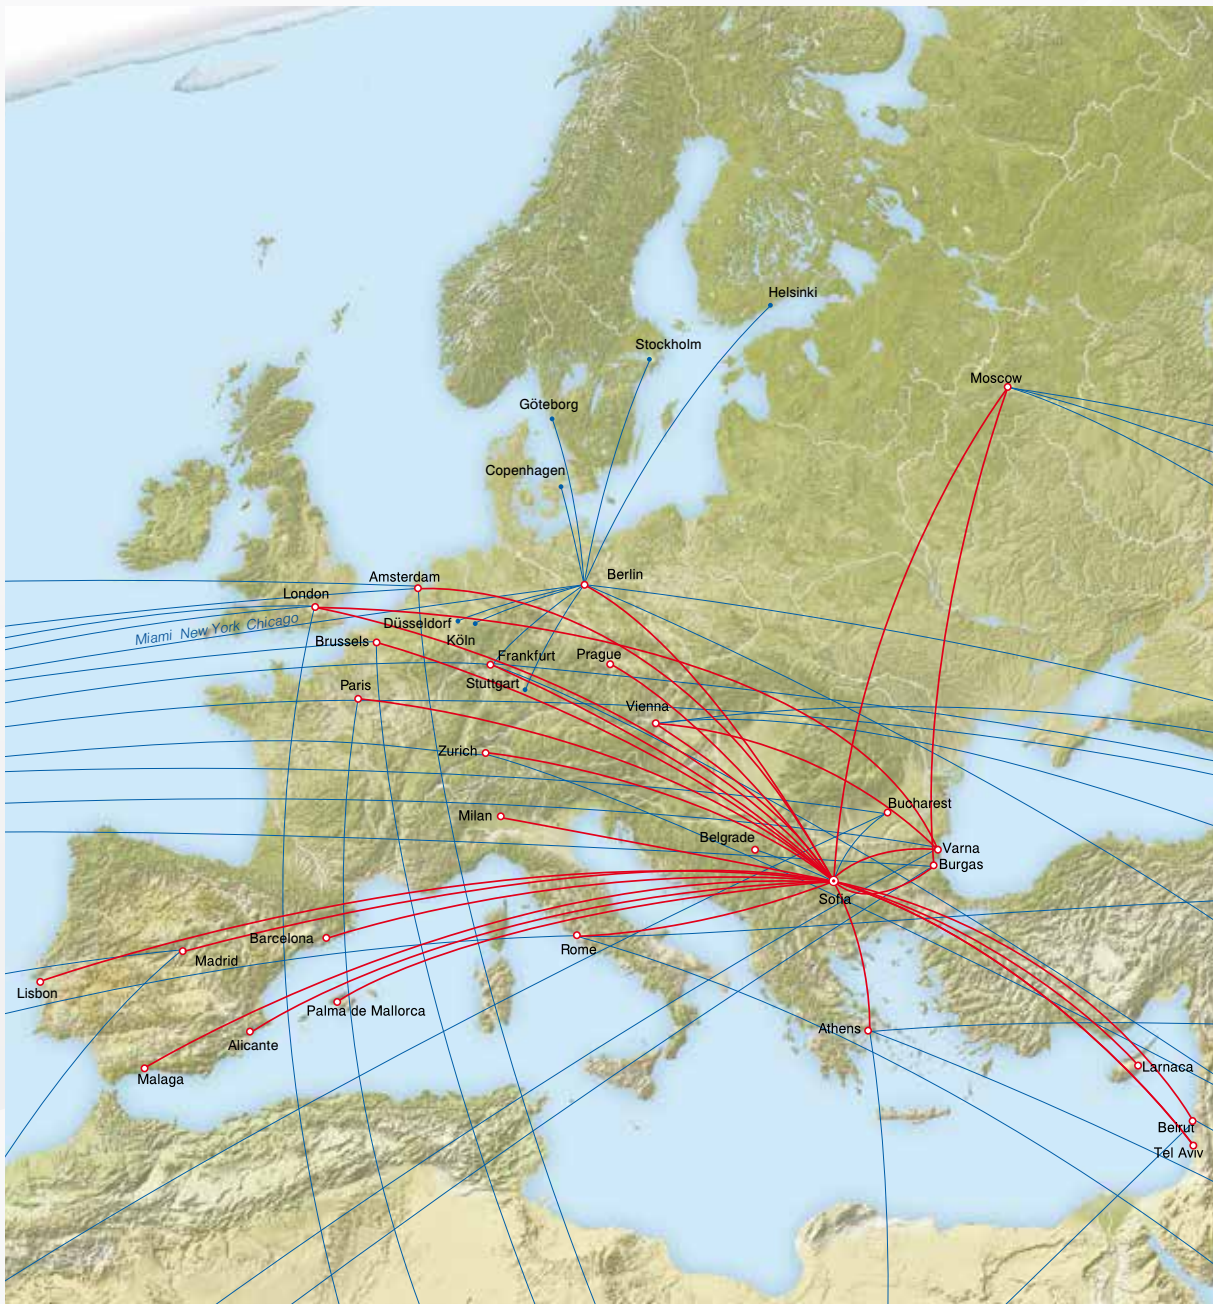 Helsinki
Stockholm
Moscow
Göteborg
Copenhagen
Amsterdam
Berlin
London
Miami New York Chicago
Düsseldorf
Brussels
Köln
Frankfurt
Prague
Stuttgart
Paris
Vienna
Zurich
Bucharest
Milan
Belgrade
Varna
Burgas
Sofia
Barcelona
Rome
Madrid
Lisbon
Palma de Mallorca
Athens
Alicante
Larnaca
Malaga
Beirut
Tel Aviv